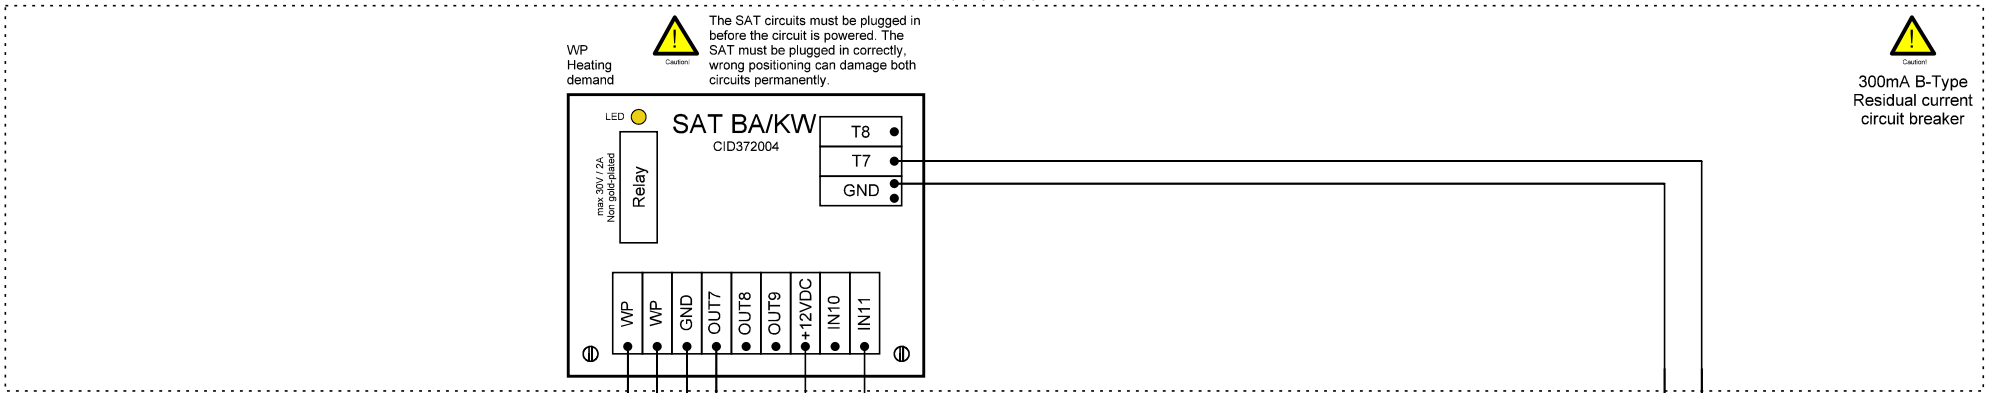 WP
Heating
demand
Caution!
The SAT circuits must be plugged in
before the circuit is powered. The
SAT must be plugged in correctly,
wrong positioning can damage both
circuits permanently.
Caution!
300mA B-Type
Residual current
circuit breaker
LED
SAT BA/KW
CID372004
max 30V / 2A
Non gold-plated
Relay
T8
T7
GND
WP
WP
GND
OUT7
OUT8
OUT9
+12VDC
IN10
IN11